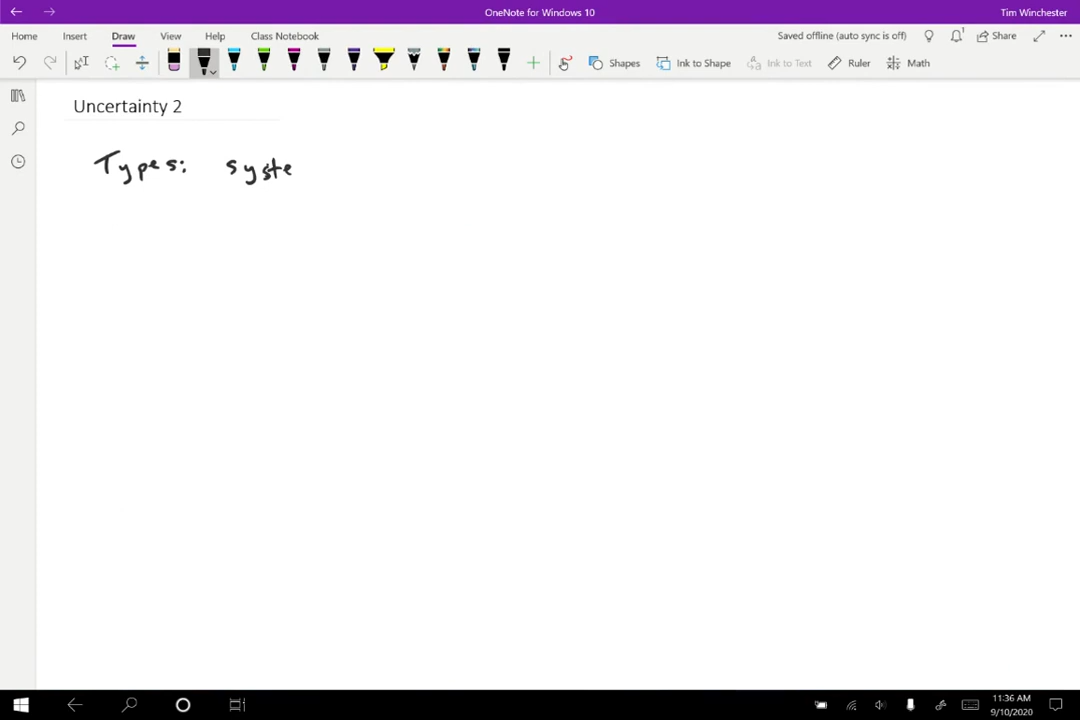 OneNote for Windows 10
Tim Winchester
Home Insert Draw View Help Class Notebook
Saved offline (auto sync is off) Share
Shapes Ink to Shape Ink to Text Ruler Math
Uncertainty 2
Types: syste
11:36 AM
9/10/2020